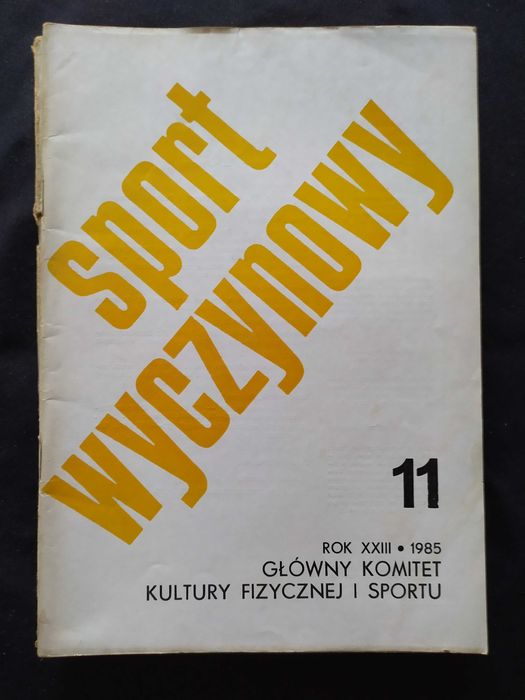 sport
wyczynowy
11
ROK XXIII • 1985
GŁÓWNY KOMITET
KULTURY FIZYCZNEJ I SPORTU